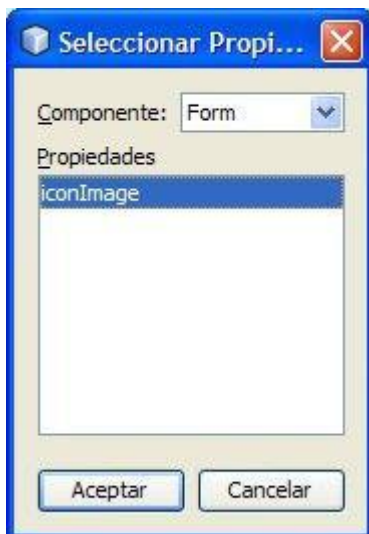 Seleccionar Propi...
Componente: Form
Propiedades
iconImage
Aceptar Cancelar